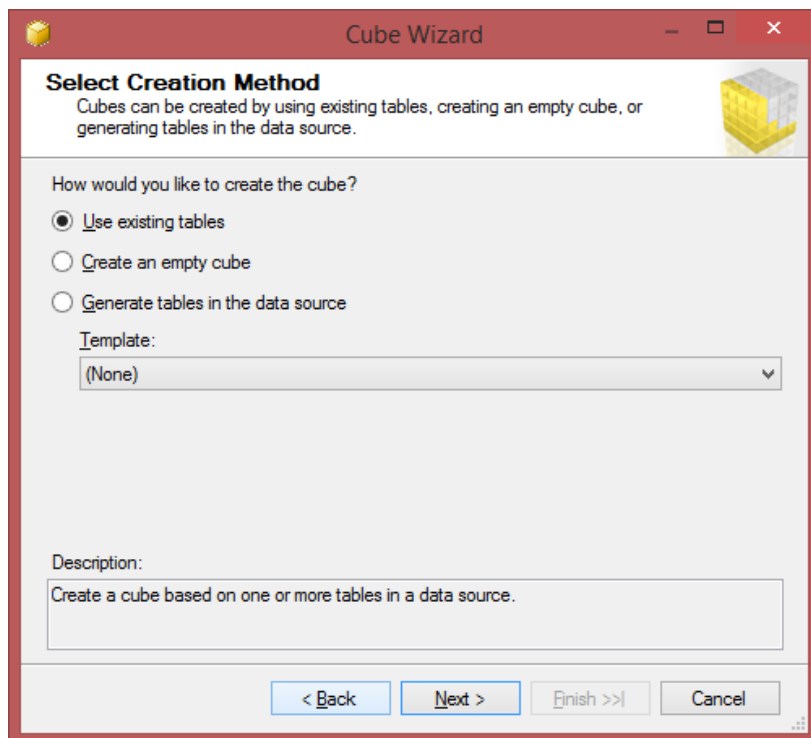 Cube Wizard
Select Creation Method
Cubes can be created by using existing tables, creating an empty cube, or
generating tables in the data source.
How would you like to create the cube?
Use existing tables
Create an empty cube
Generate tables in the data source
Template:
(None)
Description:
Create a cube based on one or more tables in a data source.
< Back Next > Finish >>| Cancel